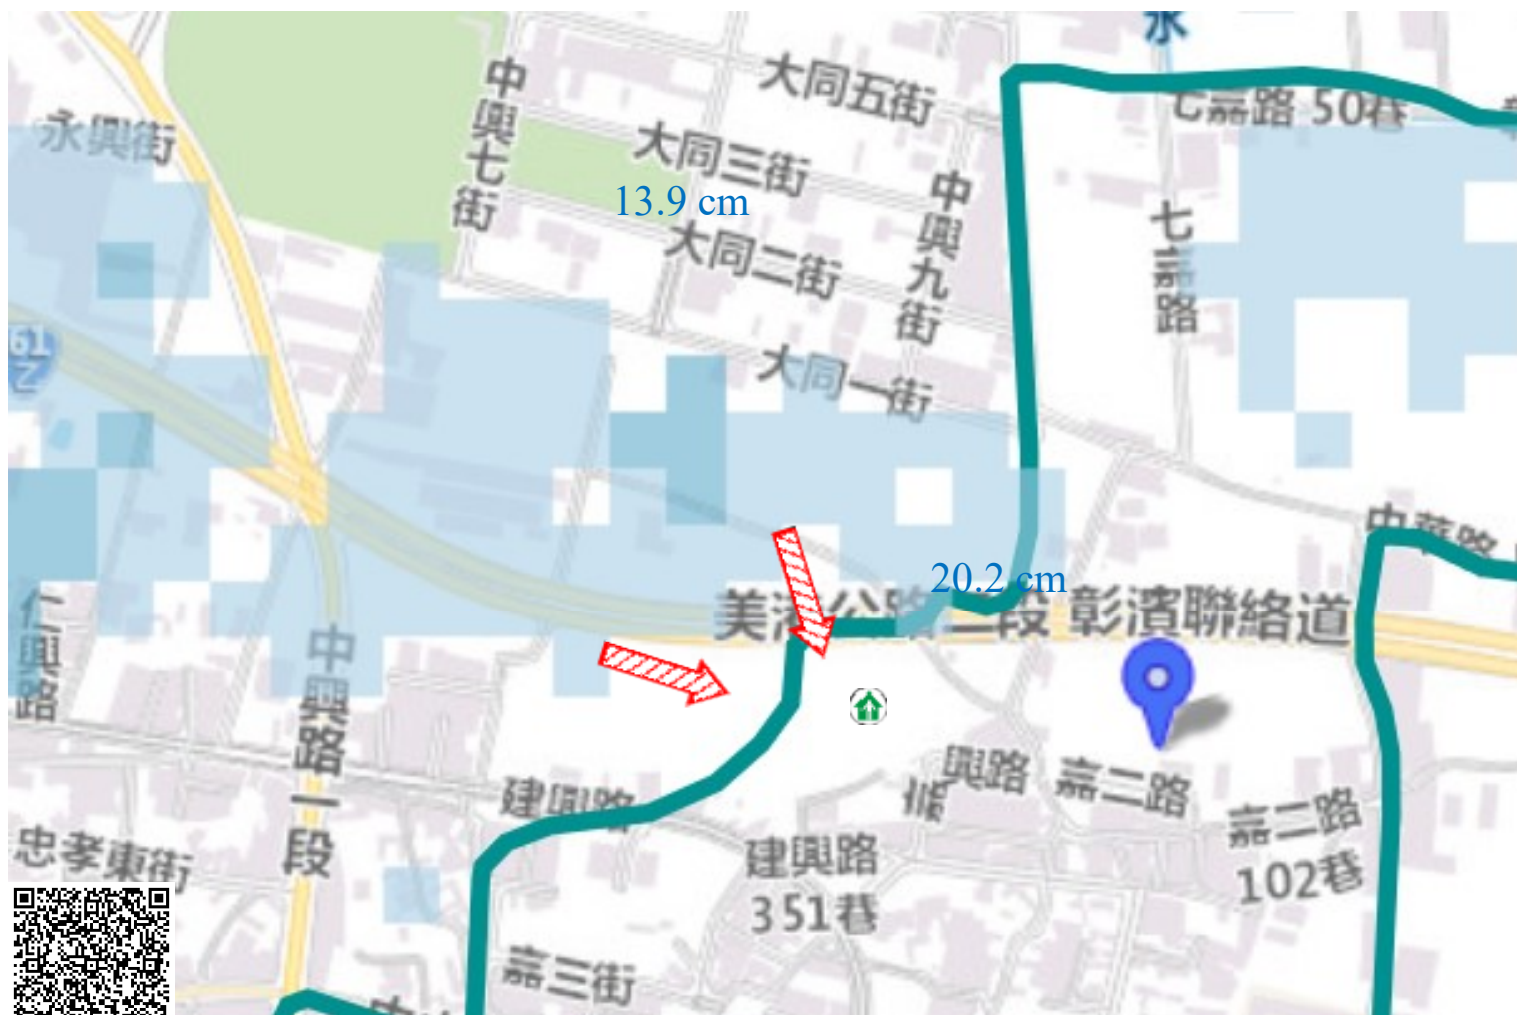 水
大同五街
中興七街
七嘉路 50巷
永興街
大同三街
13.9 cm
中興九街
大同二街
七嘉路
61
乙
大同一街
中華路
20.2 cm
美港公路二段 彰濱聯絡道
仁興路
中興路一段
建興路
興路
嘉二路
嘉二路
102巷
忠孝東街
建興路
351巷
嘉三街